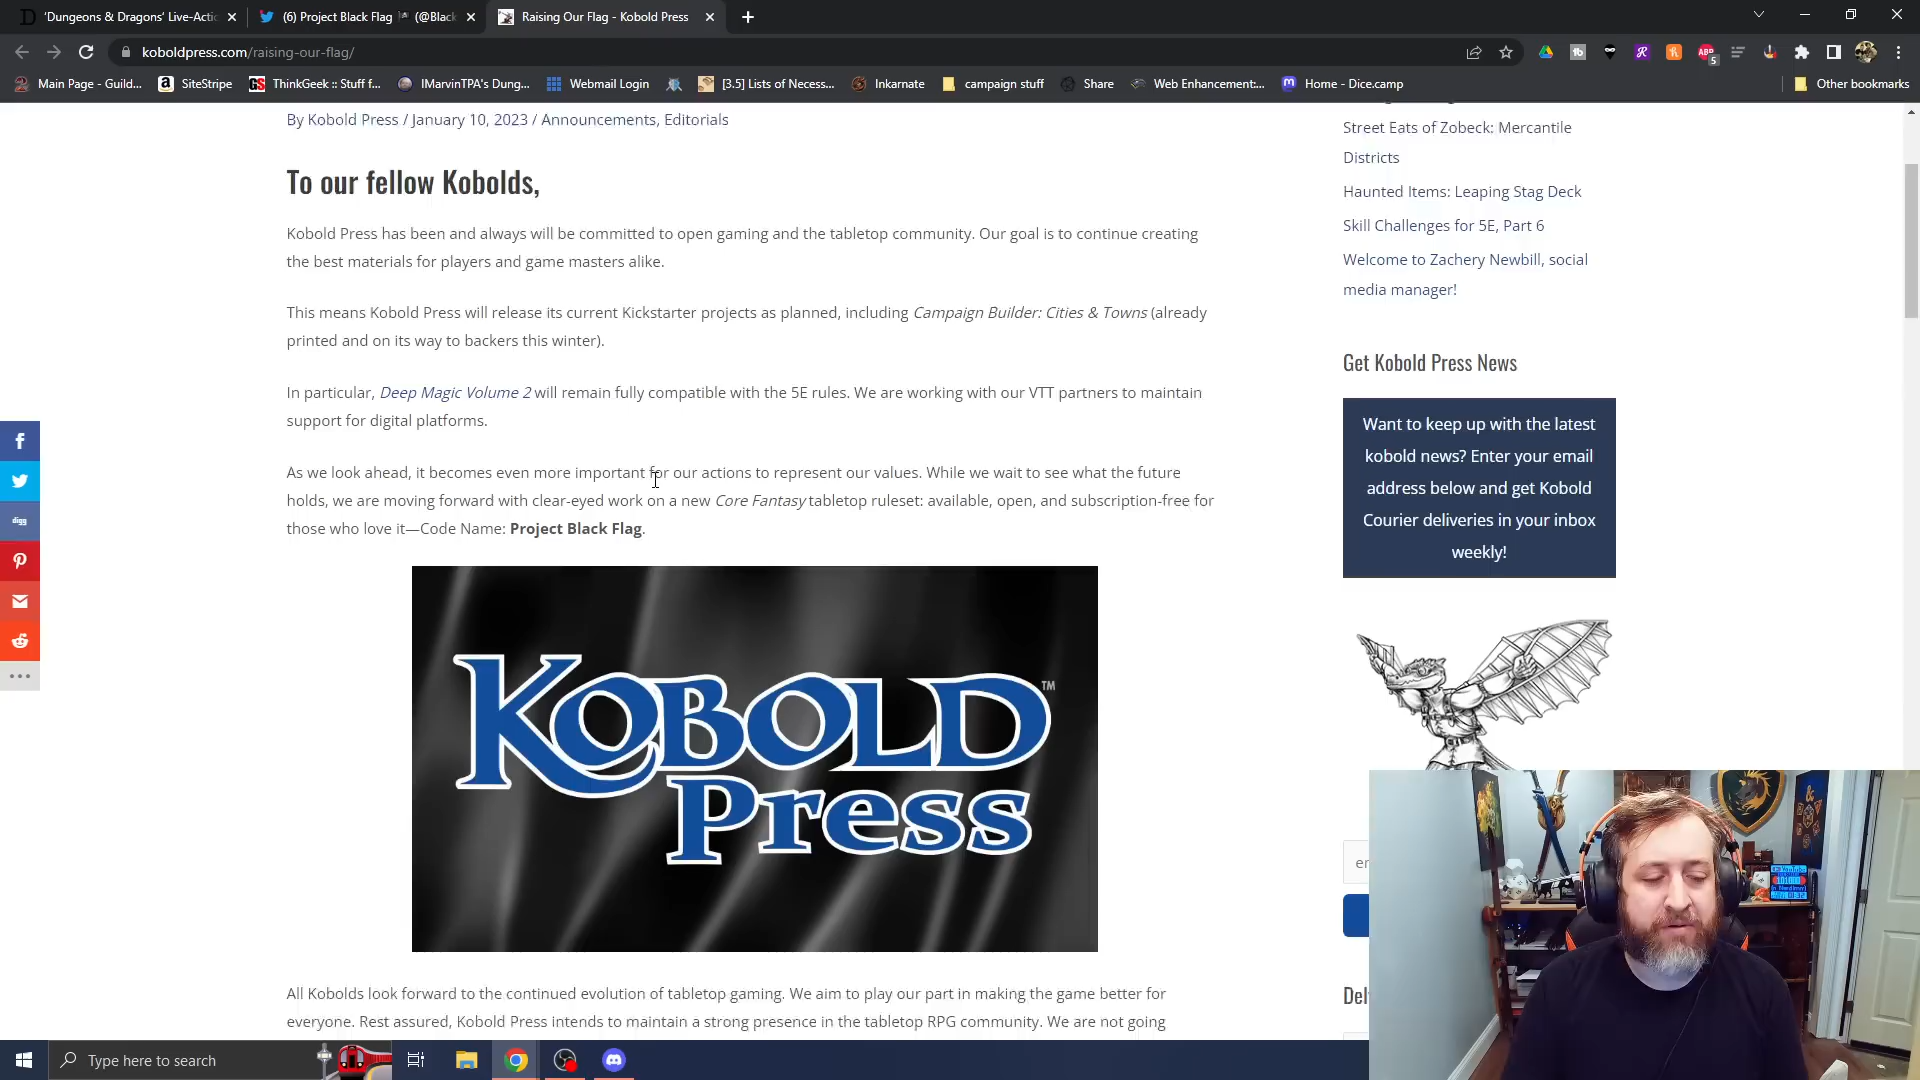 'Dungeons & Dragons' Live-Actic
(6) Project Black Flag
(@Black
Raising Our Flag - Kobold Press
koboldpress.com/raising-our-flag/
Main Page - Guild...
SiteStripe
ThinkGeek :: Stuff f...
IMarvinTPA's Dung...
Webmail Login
[3.5] Lists of Necess...
Inkarnate
campaign stuff
Share
Web Enhancement:...
Home - Dice.camp
Other bookmarks
By Kobold Press / January 10, 2023 / Announcements, Editorials
To our fellow Kobolds,
Kobold Press has been and always will be committed to open gaming and the tabletop community. Our goal is to continue creating
the best materials for players and game masters alike.
This means Kobold Press will release its current Kickstarter projects as planned, including Campaign Builder: Cities & Towns (already
printed and on its way to backers this winter).
In particular, Deep Magic Volume 2 will remain fully compatible with the 5E rules. We are working with our VTT partners to maintain
support for digital platforms.
As we look ahead, it becomes even more important for our actions to represent our values. While we wait to see what the future
holds, we are moving forward with clear-eyed work on a new Core Fantasy tabletop ruleset: available, open, and subscription-free for
those who love it—Code Name: Project Black Flag.
KOBOLD
Press
TM
All Kobolds look forward to the continued evolution of tabletop gaming. We aim to play our part in making the game better for
everyone. Rest assured, Kobold Press intends to maintain a strong presence in the tabletop RPG community. We are not going
Street Eats of Zobeck: Mercantile
Districts
Haunted Items: Leaping Stag Deck
Skill Challenges for 5E, Part 6
Welcome to Zachery Newbill, social
media manager!
Get Kobold Press News
Want to keep up with the latest
kobold news? Enter your email
address below and get Kobold
Courier deliveries in your inbox
weekly!
digg
ABP
5
Type here to search